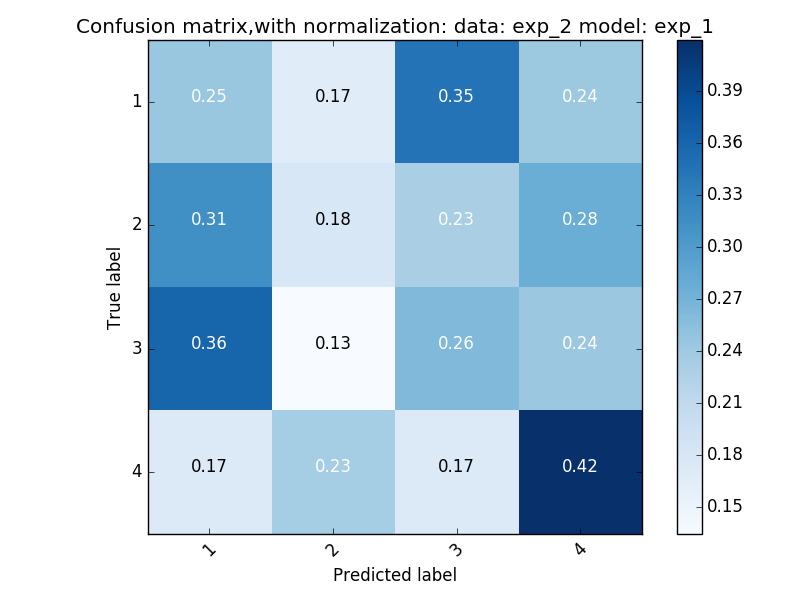 Confusion matrix,with normalization: data: exp_2 model: exp_1
True label
1 0.25 0.17 0.35 0.24
2 0.31 0.18 0.23 0.28
3 0.36 0.13 0.26 0.24
4 0.17 0.23 0.17 0.42
1 2 3 4
Predicted label
0.39
0.36
0.33
0.30
0.27
0.24
0.21
0.18
0.15